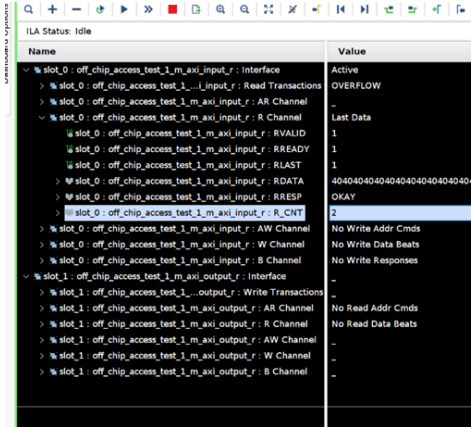 Dashboard Options
ILA Status: Idle
Name Value
slot_0 : off_chip_access_test_1_m_axi_input_r : Interface Active
slot_0 : off_chip_access_test_1_...i_input_r : Read Transactions OVERFLOW
slot_0 : off_chip_access_test_1_m_axi_input_r : AR Channel _
slot_0 : off_chip_access_test_1_m_axi_input_r : R Channel Last Data
slot_0 : off_chip_access_test_1_m_axi_input_r : RVALID 1
slot_0 : off_chip_access_test_1_m_axi_input_r : RREADY 1
slot_0 : off_chip_access_test_1_m_axi_input_r : RLAST 1
slot_0 : off_chip_access_test_1_m_axi_input_r : RDATA 4040404040404040404040404
slot_0 : off_chip_access_test_1_m_axi_input_r : RRESP OKAY
slot_0 : off_chip_access_test_1_m_axi_input_r : R_CNT 2
slot_0 : off_chip_access_test_1_m_axi_input_r : AW Channel No Write Addr Cmds
slot_0 : off_chip_access_test_1_m_axi_input_r : W Channel No Write Data Beats
slot_0 : off_chip_access_test_1_m_axi_input_r : B Channel No Write Responses
slot_1 : off_chip_access_test_1_m_axi_output_r : Interface _
slot_1 : off_chip_access_test_1_...output_r : Write Transactions _
slot_1 : off_chip_access_test_1_m_axi_output_r : AR Channel No Read Addr Cmds
slot_1 : off_chip_access_test_1_m_axi_output_r : R Channel No Read Data Beats
slot_1 : off_chip_access_test_1_m_axi_output_r : AW Channel _
slot_1 : off_chip_access_test_1_m_axi_output_r : W Channel _
slot_1 : off_chip_access_test_1_m_axi_output_r : B Channel _